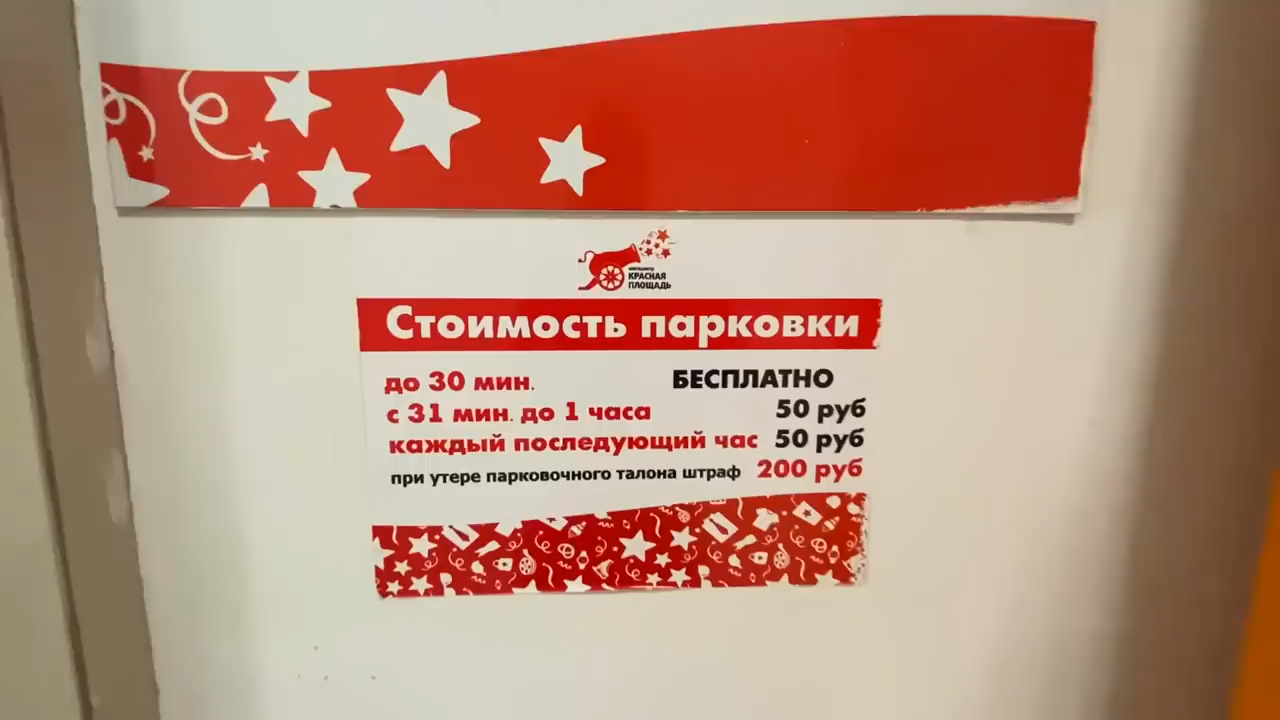 мегацентр
КРАСНАЯ
ПЛОЩАДЬ
Стоимость парковки
до 30 мин. БЕСПЛАТНО
с 31 мин. до 1 часа 50 руб
каждый последующий час 50 руб
при утере парковочного талона штраф 200 руб